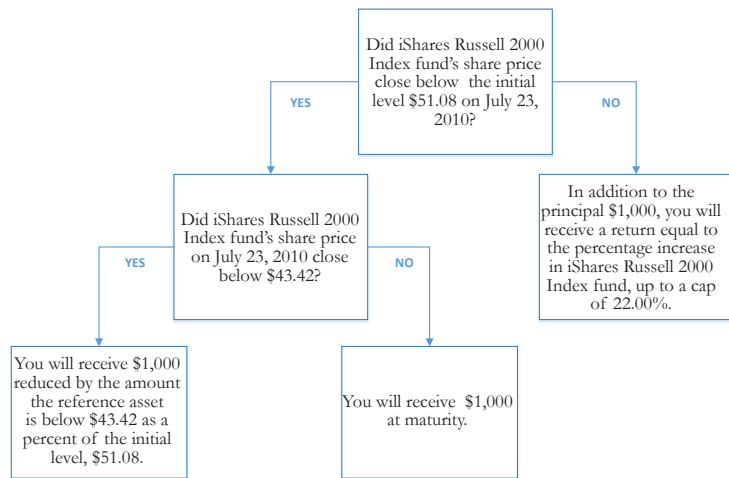 Did iShares Russell 2000
Index fund's share price
close below the initial
level $51.08 on July 23,
2010?
YES
NO
Did iShares Russell 2000
Index fund's share price
on July 23, 2010 close
below $43.42?
In addition to the
principal $1,000, you will
receive a return equal to
the percentage increase
in iShares Russell 2000
Index fund, up to a cap
of 22.00%.
YES
NO
You will receive $1,000
reduced by the amount
the reference asset
is below $43.42 as a
percent of the initial
level, $51.08.
You will receive $1,000
at maturity.